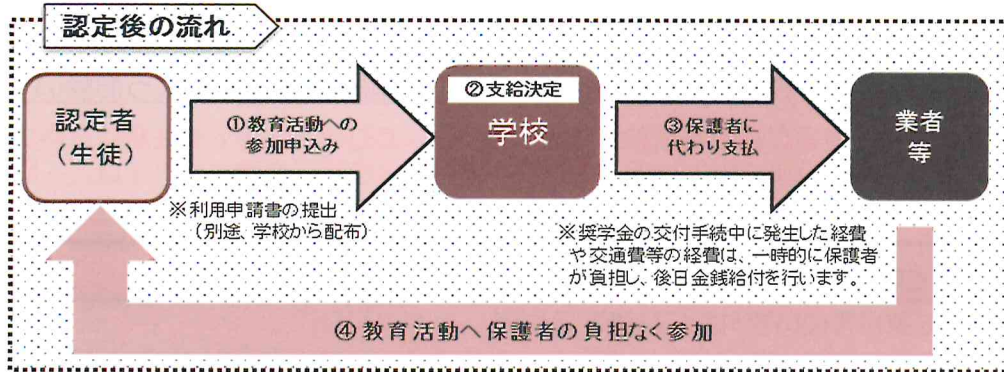 認定後の流れ
認定者
(生徒)
①教育活動への
参加申込み
※利用申請書の提出
(別途、学校から配布)
②支給決定
学校
③保護者に
代わり支払
業者
等
※奨学金の交付手続中に発生した経費
や交通費等の経費は、一時的に保護者
が負担し、後日金銭給付を行います。
④教育活動へ保護者の負担なく参加